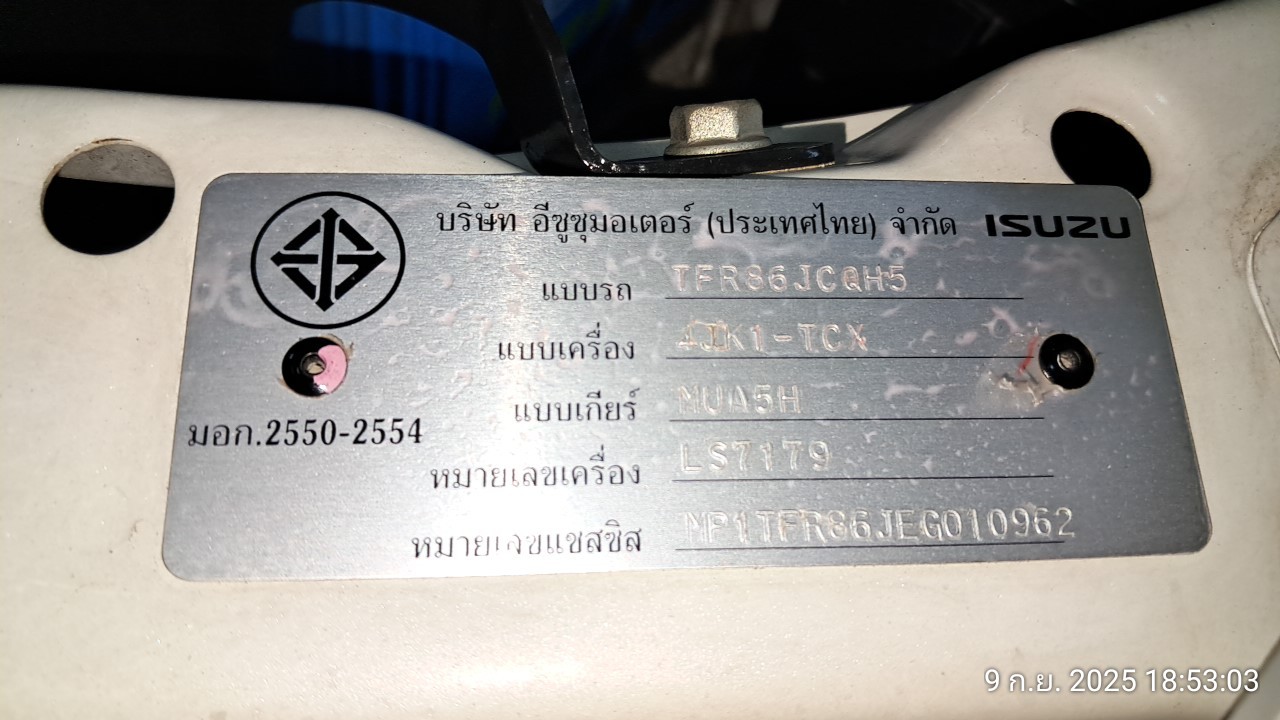 บริษัท อีซูซุมอเตอร์ (ประเทศไทย) จำกัด ISUZU
แบบรถ TFR86JCQH5
แบบเครื่อง 4JK1-TCX
แบบเกียร์ MUA5H
มอก.2550-2554
หมายเลขเครื่อง LS7179
หมายเลขแชสซิส MP1TFR86JEG010962
9 ก.ย. 2025 18:53:03